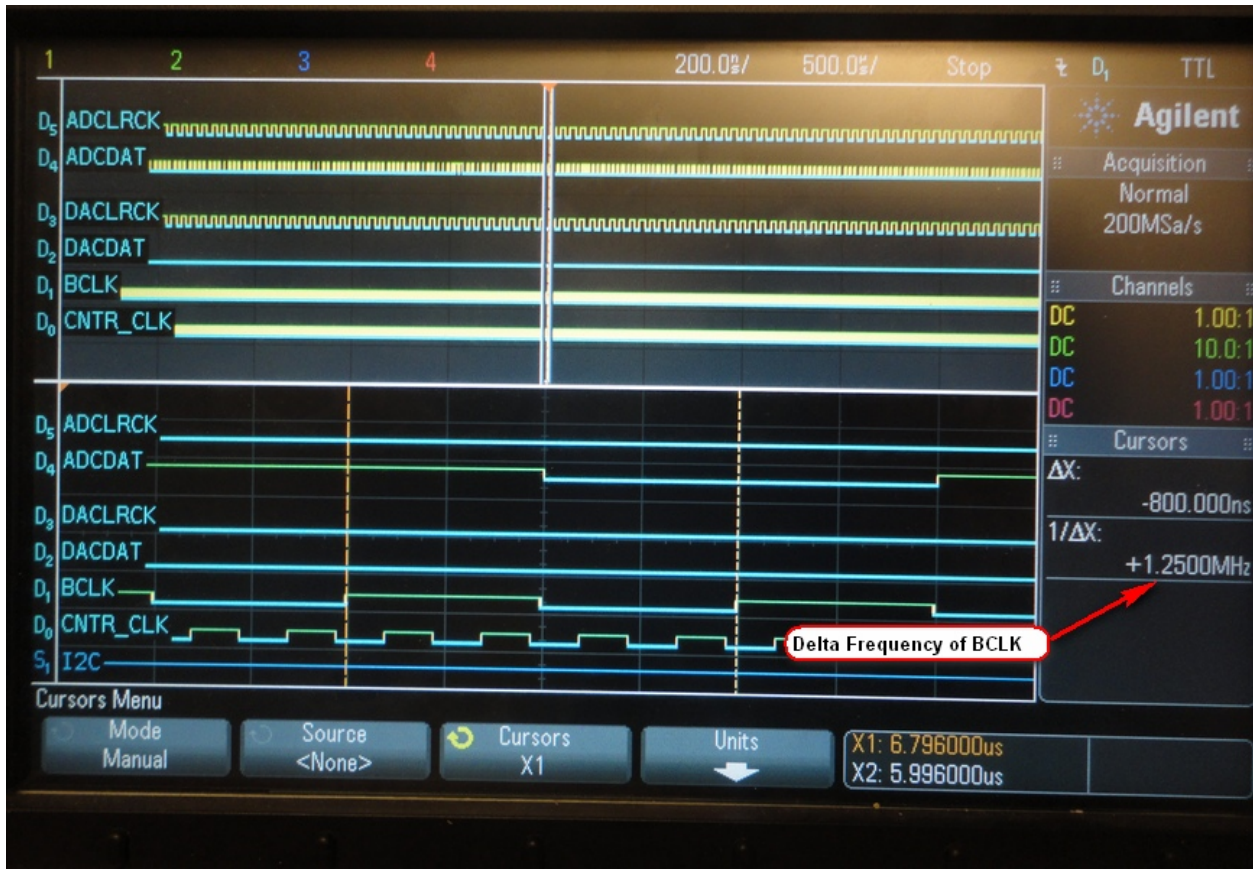 1 2 3 4 200.0㎱/ 500.0㎲/ Stop D1 TTL
Agilent
D5 ADCLRCK
D4 ADCDAT
D3 DACLRCK
D2 DACDAT
D1 BCLK
D0 CNTR_CLK
D5 ADCLRCK
D4 ADCDAT
D3 DACLRCK
D2 DACDAT
D1 BCLK
D0 CNTR_CLK
S1 I2C
Acquisition
Normal
200MSa/s
Channels
DC 1.00:1
DC 10.0:1
DC 1.00:1
DC 1.00:1
Cursors
ΔX:
-800.000ns
1/ΔX:
+1.2500MHz
Delta Frequency of BCLK
Cursors Menu
Mode
Manual
Source
<None>
Cursors
X1
Units
X1: 6.796000us
X2: 5.996000us